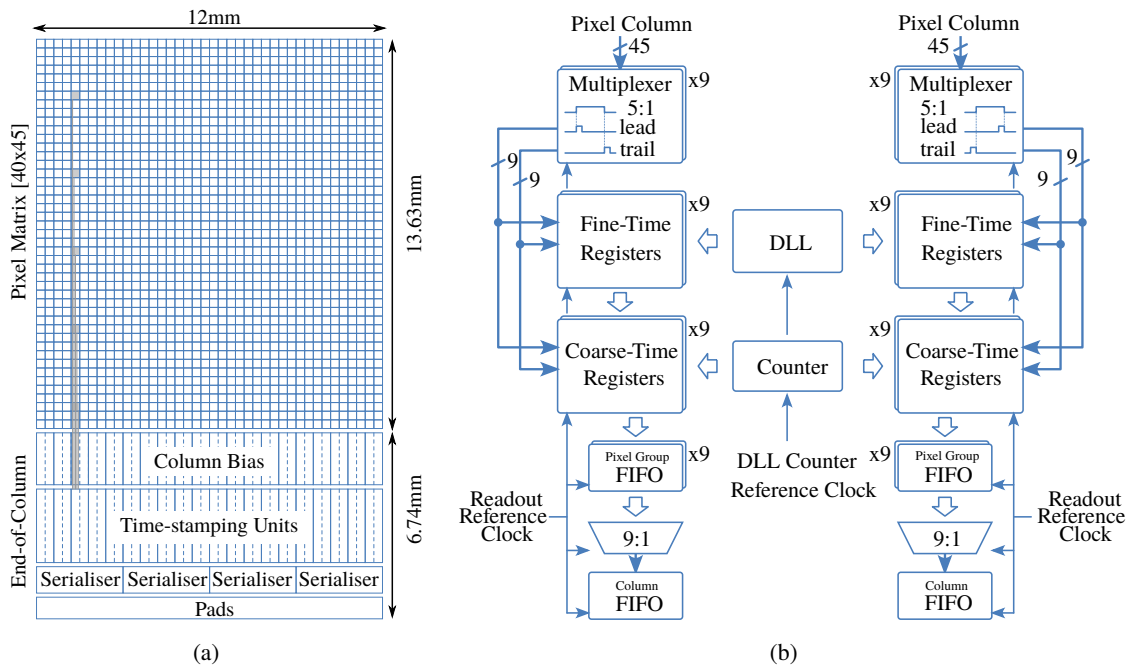 12mm
Pixel Matrix [40x45]
13.63mm
End-of-Column
Column Bias
6.74mm
Time-stamping Units
Serialiser Serialiser Serialiser Serialiser
Pads
(a)
Pixel Column
45
Multiplexer
x9
5:1
lead
trail
9
9
Fine-Time
Registers
x9
Coarse-Time
Registers
x9
Pixel Group
FIFO
x9
Readout
Reference
Clock
9:1
Column
FIFO
DLL
Counter
DLL Counter
Reference Clock
Pixel Column
45
x9
Multiplexer
5:1
lead
trail
9
9
x9
Fine-Time
Registers
x9
Coarse-Time
Registers
x9
Pixel Group
FIFO
Readout
Reference
Clock
9:1
Column
FIFO
(b)